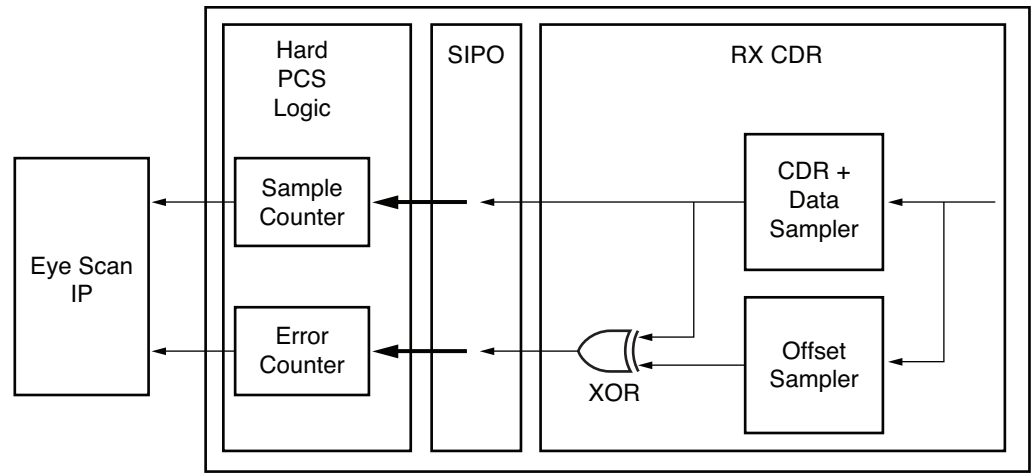 Hard
PCS
Logic
SIPO
RX CDR
Sample
Counter
CDR +
Data
Sampler
Eye Scan
IP
Error
Counter
XOR
Offset
Sampler